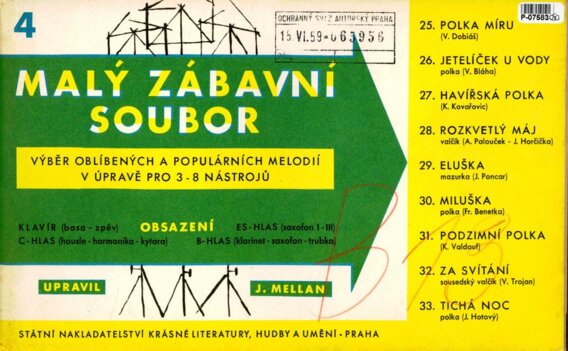 4
OCHRANNÝ SVAZ AUTORSKÝ PRAHA
15.VI.59*063956
MALÝ ZÁBAVNÍ
SOUBOR
VÝBĚR OBLÍBENÝCH A POPULÁRNÍCH MELODIÍ
V ÚPRAVĚ PRO 3-8 NÁSTROJŮ
KLAVÍR (basa - zpěv) OBSAZENÍ ES-HLAS (saxofon I-III)
C-HLAS (housle - harmonika - kytara) B-HLAS (klarinet - saxofon - trubka)
UPRAVIL J. MELLAN
STÁTNÍ NAKLADATELSTVÍ KRÁSNÉ LITERATURY, HUDBY A UMĚNÍ • PRAHA
25. POLKA MÍRU
(V. Dobiáš)
26. JETELÍČEK U VODY
polka (V. Bláha)
27. HAVÍŘSKÁ POLKA
(K. Kovařovic)
28. ROZKVETLÝ MÁJ
valčík (A. Palouček - J. Horčička)
29. ELUŠKA
mazurka (J. Poncar)
30. MILUŠKA
polka (Fr. Benetka)
31. PODZIMNÍ POLKA
(K. Valdauf)
32. ZA SVÍTÁNÍ
sousedský valčík (V. Trojan)
33. TICHÁ NOC
polka (J. Hotový)